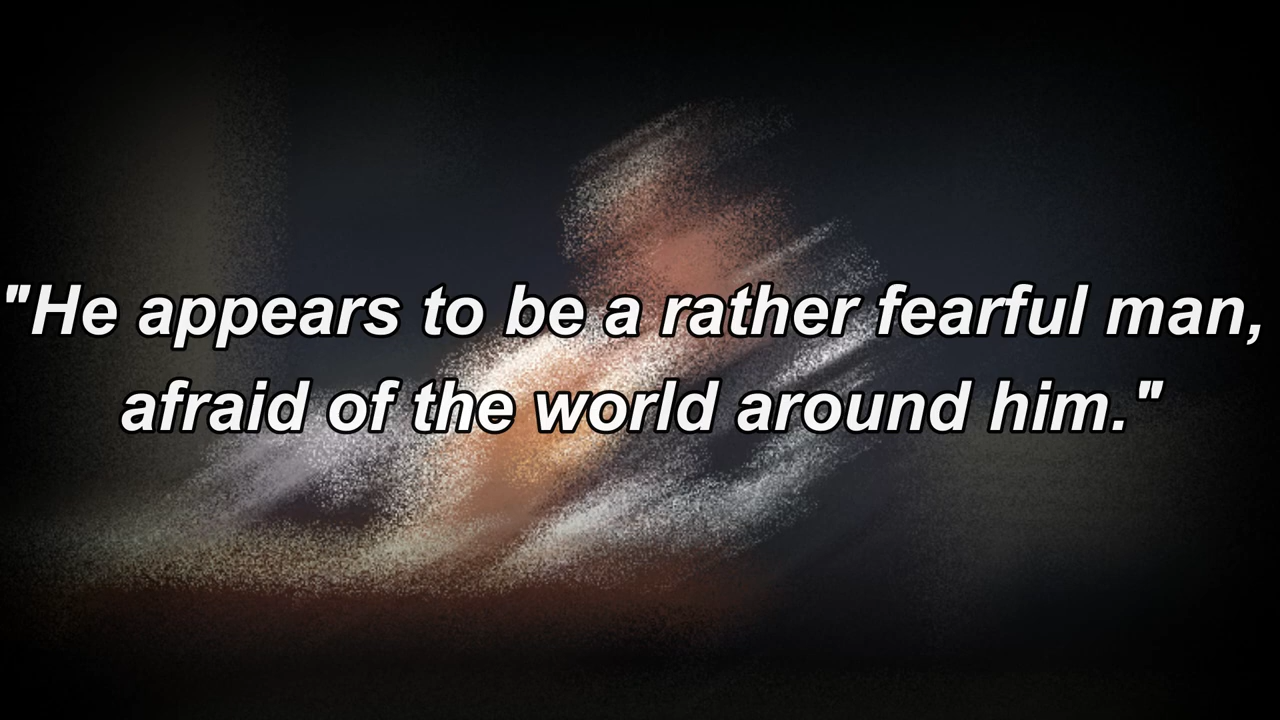 "He appears to be a rather fearful man,
afraid of the world around him."